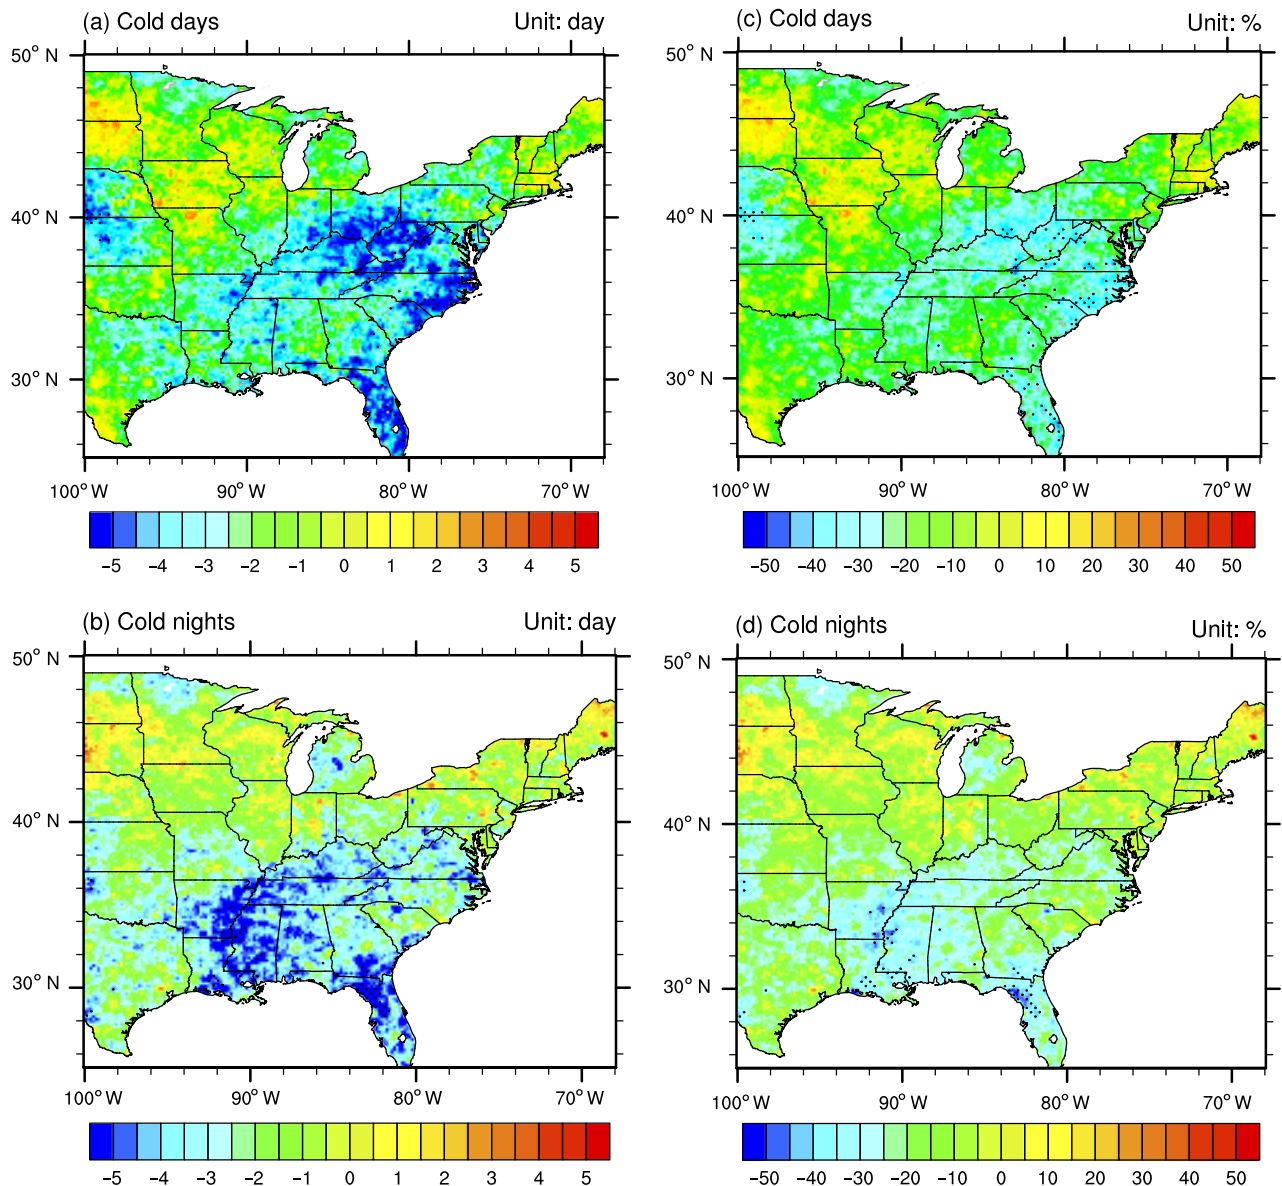 (a) Cold days Unit: day
50° N
40° N
30° N
100°W 90°W 80°W 70°W
−5 −4 −3 −2 −1 0 1 2 3 4 5
(c) Cold days Unit: %
50° N
40° N
30° N
100°W 90°W 80°W 70°W
−50 −40 −30 −20 −10 0 10 20 30 40 50
(b) Cold nights Unit: day
50° N
40° N
30° N
100°W 90°W 80°W 70°W
−5 −4 −3 −2 −1 0 1 2 3 4 5
(d) Cold nights Unit: %
50° N
40° N
30° N
100°W 90°W 80°W 70°W
−50 −40 −30 −20 −10 0 10 20 30 40 50